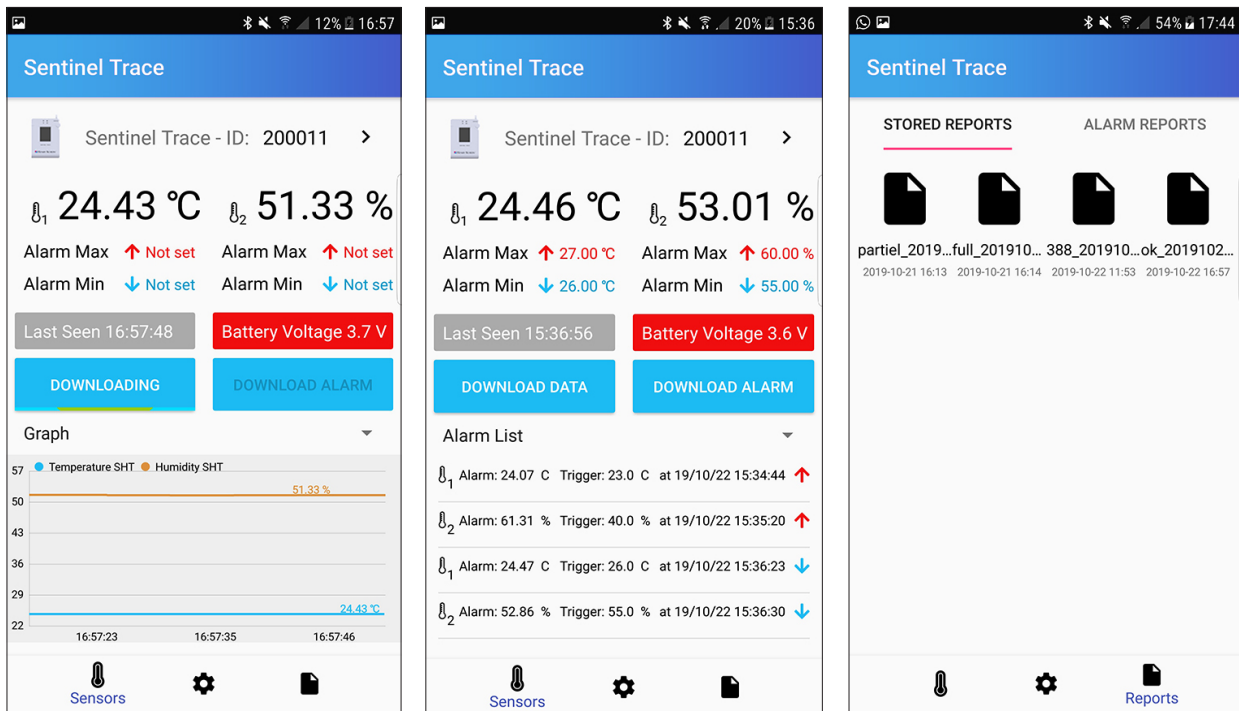 12% 16:57
Sentinel Trace
Sentinel Trace - ID: 200011
1 24.43 °C 2 51.33 %
Alarm Max Not set Alarm Max Not set
Alarm Min Not set Alarm Min Not set
Last Seen 16:57:48 Battery Voltage 3.7 V
DOWNLOADING DOWNLOAD ALARM
Graph
Temperature SHT Humidity SHT
57
51.33 %
50
43
36
29
24.43 °C
22
16:57:23 16:57:35 16:57:46
Sensors
20% 15:36
Sentinel Trace
Sentinel Trace - ID: 200011
1 24.46 °C 2 53.01 %
Alarm Max 27.00 °C Alarm Max 60.00 %
Alarm Min 26.00 °C Alarm Min 55.00 %
Last Seen 15:36:56 Battery Voltage 3.6 V
DOWNLOAD DATA DOWNLOAD ALARM
Alarm List
1 Alarm: 24.07 C Trigger: 23.0 C at 19/10/22 15:34:44
2 Alarm: 61.31 % Trigger: 40.0 % at 19/10/22 15:35:20
1 Alarm: 24.47 C Trigger: 26.0 C at 19/10/22 15:36:23
2 Alarm: 52.86 % Trigger: 55.0 % at 19/10/22 15:36:30
Sensors
54% 17:44
Sentinel Trace
STORED REPORTS ALARM REPORTS
partiel_2019... full_201910... 388_201910... ok_2019102...
2019-10-21 16:13 2019-10-21 16:14 2019-10-22 11:53 2019-10-22 16:57
Reports